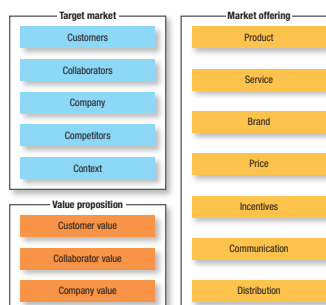 Target market
Customers
Collaborators
Company
Competitors
Context
Value proposition
Customer value
Collaborator value
Company value
Market offering
Product
Service
Brand
Price
Incentives
Communication
Distribution